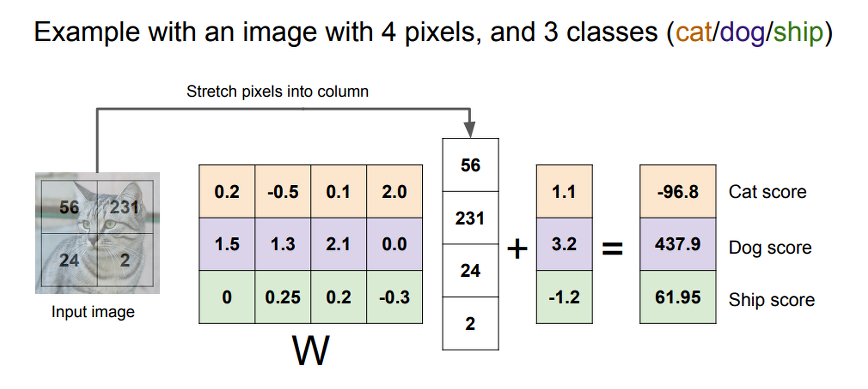 Example with an image with 4 pixels, and 3 classes (cat/dog/ship)
Stretch pixels into column
56 231
24 2
Input image
0.2 -0.5 0.1 2.0
1.5 1.3 2.1 0.0
0 0.25 0.2 -0.3
W
56
231
24
2
+
1.1
3.2
-1.2
=
-96.8 Cat score
437.9 Dog score
61.95 Ship score